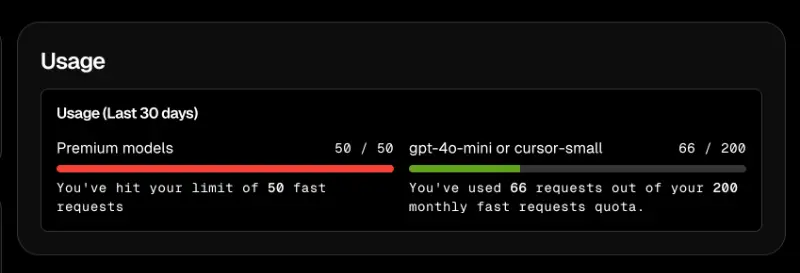 Usage
Usage (Last 30 days)
Premium models 50 / 50
You've hit your limit of 50 fast
requests
gpt-4o-mini or cursor-small 66 / 200
You've used 66 requests out of your 200
monthly fast requests quota.